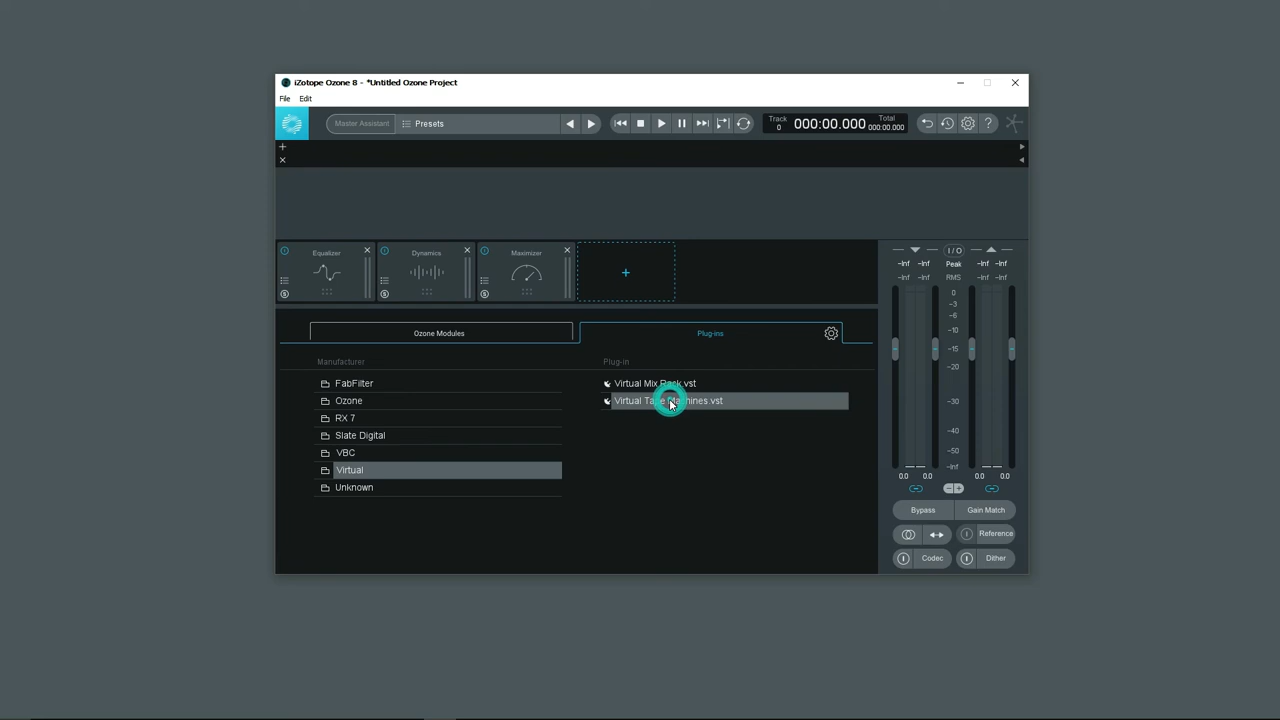 iZotope Ozone 8 - *Untitled Ozone Project
File Edit
Master Assistant Presets Track 0 000:00.000 Total 000:00.000 ?
Equalizer Dynamics Maximizer I / O
-Inf -Inf Peak -Inf -Inf
-Inf -Inf RMS -Inf -Inf
S S S
0
-3
-6
-10
-15
-20
-30
-40
-50
-Inf
0.0 0.0 0.0 0.0
Ozone Modules Plug-ins
Manufacturer Plug-in
FabFilter Virtual Mix Rack.vst
Ozone Virtual Tape Machines.vst
RX 7
Slate Digital
VBC
Virtual
Unknown
Bypass Gain Match
Reference
Codec Dither